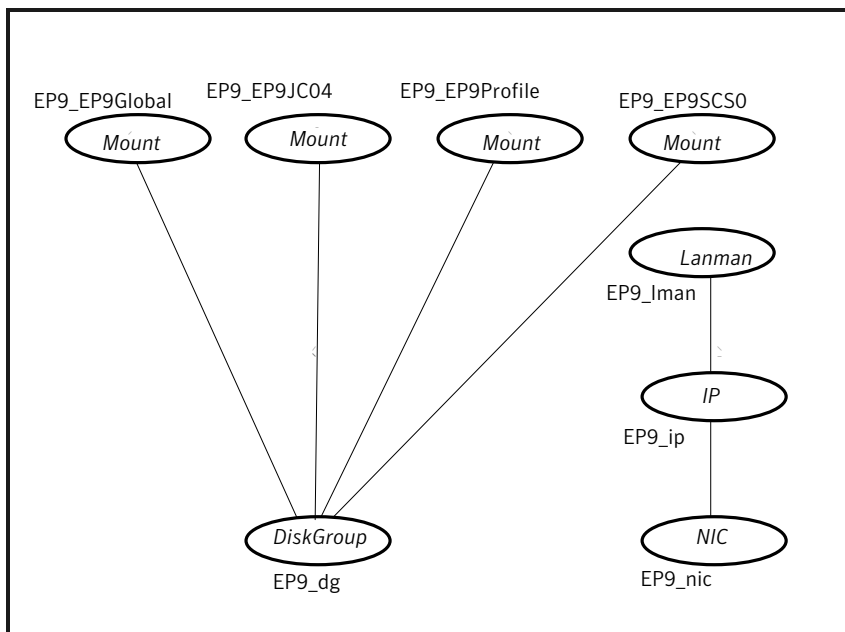 EP9_EP9Global
EP9_EP9JC04
EP9_EP9Profile
EP9_EP9SCS0
Mount
Mount
Mount
Mount
Lanman
EP9_lman
IP
EP9_ip
DiskGroup
EP9_dg
NIC
EP9_nic